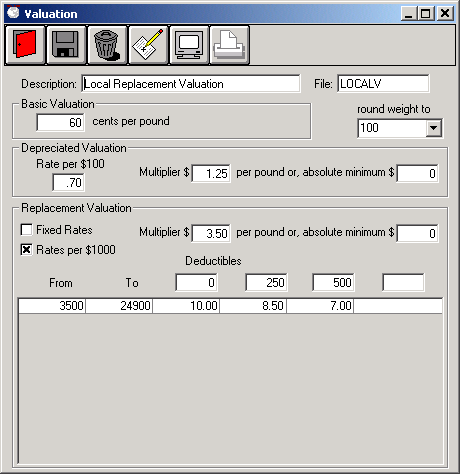 Valuation
Description: Local Replacement Valuation File: LOCALV
Basic Valuation
60 cents per pound
round weight to
100
Depreciated Valuation
Rate per $100
.70
Multiplier $ 1.25 per pound or, absolute minimum $ 0
Replacement Valuation
Fixed Rates
Multiplier $ 3.50 per pound or, absolute minimum $ 0
Rates per $1000
Deductibles
From To 0 250 500
3500 24900 10.00 8.50 7.00